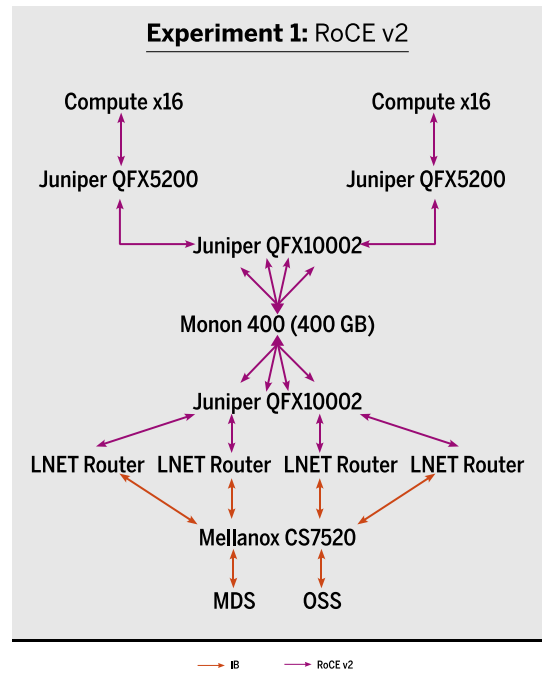 Experiment 1: RoCE v2
Compute x16 Compute x16
Juniper QFX5200 Juniper QFX5200
Juniper QFX10002
Monon 400 (400 GB)
Juniper QFX10002
LNET Router LNET Router LNET Router LNET Router
Mellanox CS7520
MDS OSS
IB RoCE v2